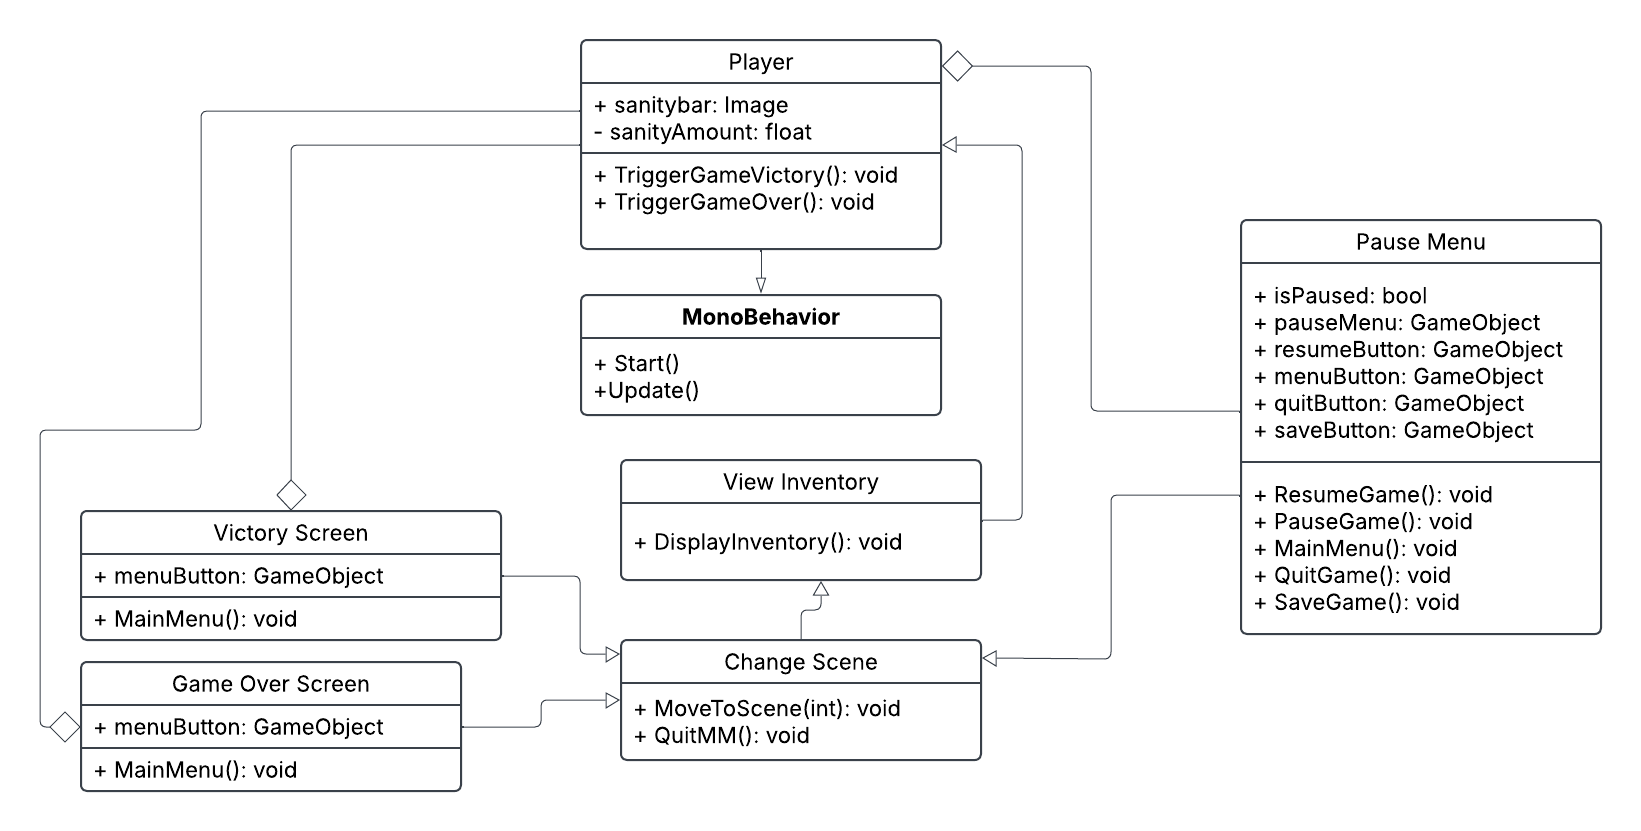 Player
+ sanitybar: Image
- sanityAmount: float
+ TriggerGameVictory(): void
+ TriggerGameOver(): void
MonoBehavior
+ Start()
+Update()
Pause Menu
+ isPaused: bool
+ pauseMenu: GameObject
+ resumeButton: GameObject
+ menuButton: GameObject
+ quitButton: GameObject
+ saveButton: GameObject
+ ResumeGame(): void
+ PauseGame(): void
+ MainMenu(): void
+ QuitGame(): void
+ SaveGame(): void
View Inventory
+ DisplayInventory(): void
Victory Screen
+ menuButton: GameObject
+ MainMenu(): void
Game Over Screen
+ menuButton: GameObject
+ MainMenu(): void
Change Scene
+ MoveToScene(int): void
+ QuitMM(): void